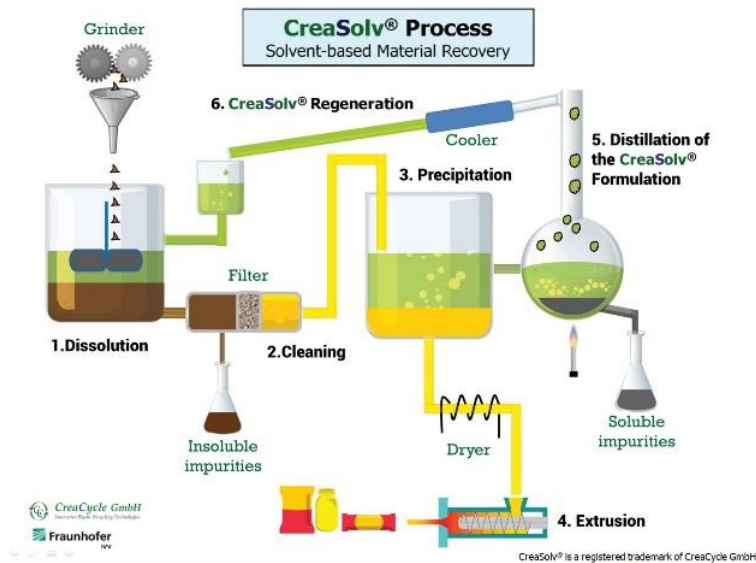 CreaSolv® Process
Solvent-based Material Recovery
Grinder
6. CreaSolv® Regeneration
Cooler
5. Distillation of
the CreaSolv®
Formulation
3. Precipitation
Filter
1.Dissolution
2.Cleaning
Insoluble
impurities
Dryer
Soluble
impurities
4. Extrusion
CreaCycle GmbH
Fraunhofer
IVV
CreaSolv® is a registered trademark of CreaCycle GmbH